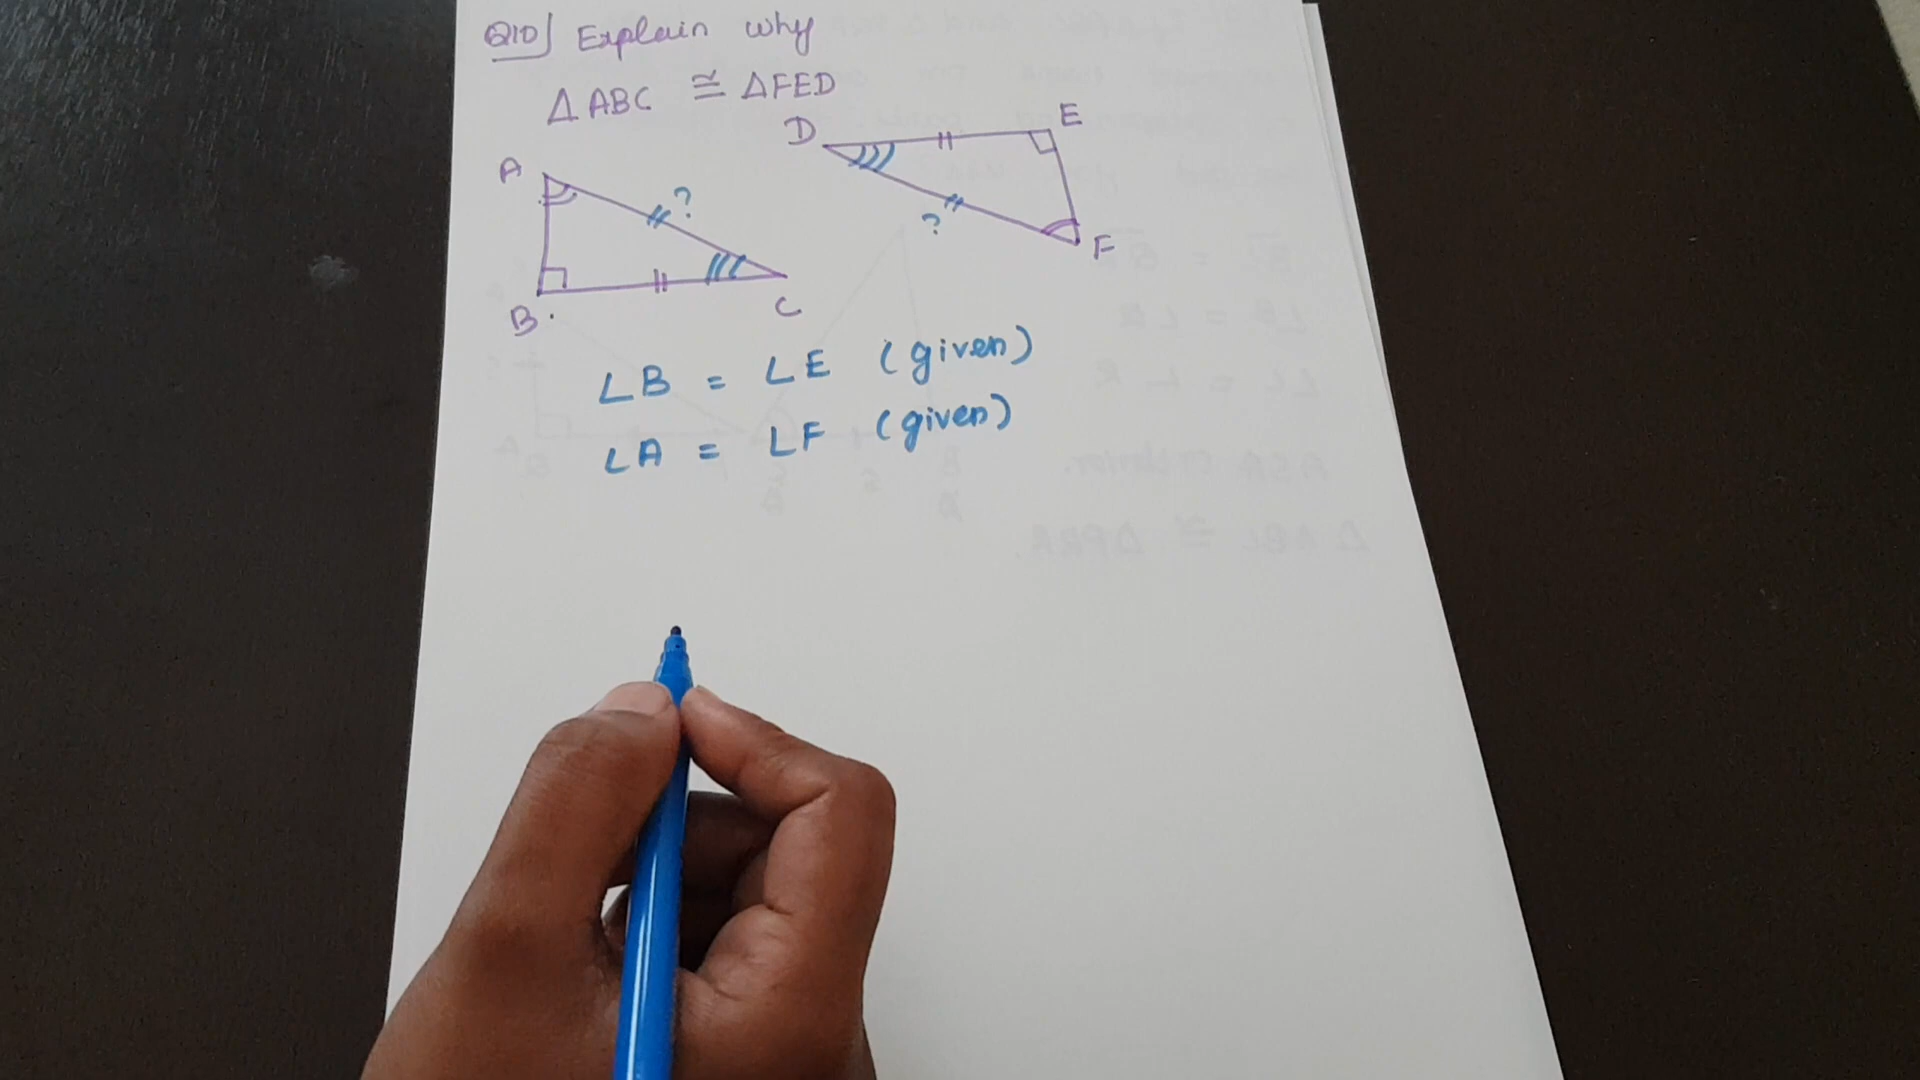 Q10) Explain why
△ABC ≅ △FED
D
E
A
?
?
F
B
C
∠B = ∠E (given)
∠A = ∠F (given)